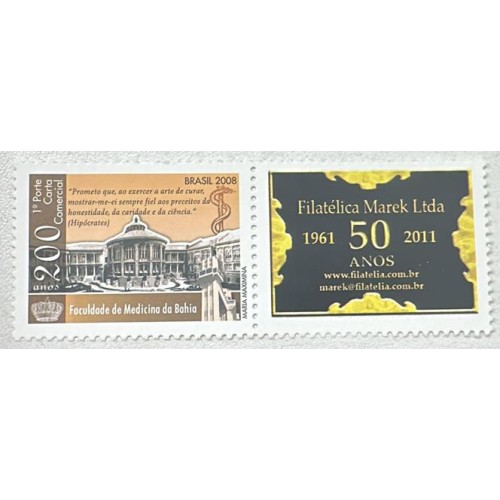 BRASIL 2008
1º Porte
Carta
Comercial
200
anos
"Prometo que, ao exercer a arte de curar,
mostrar-me-ei sempre fiel aos preceitos da
honestidade, da caridade e da ciência."
(Hipócrates)
Faculdade de Medicina da Bahia
MARIA MAXIMINA
Filatélica Marek Ltda
1961 50 2011
ANOS
www.filatelia.com.br
marek@filatelia.com.br